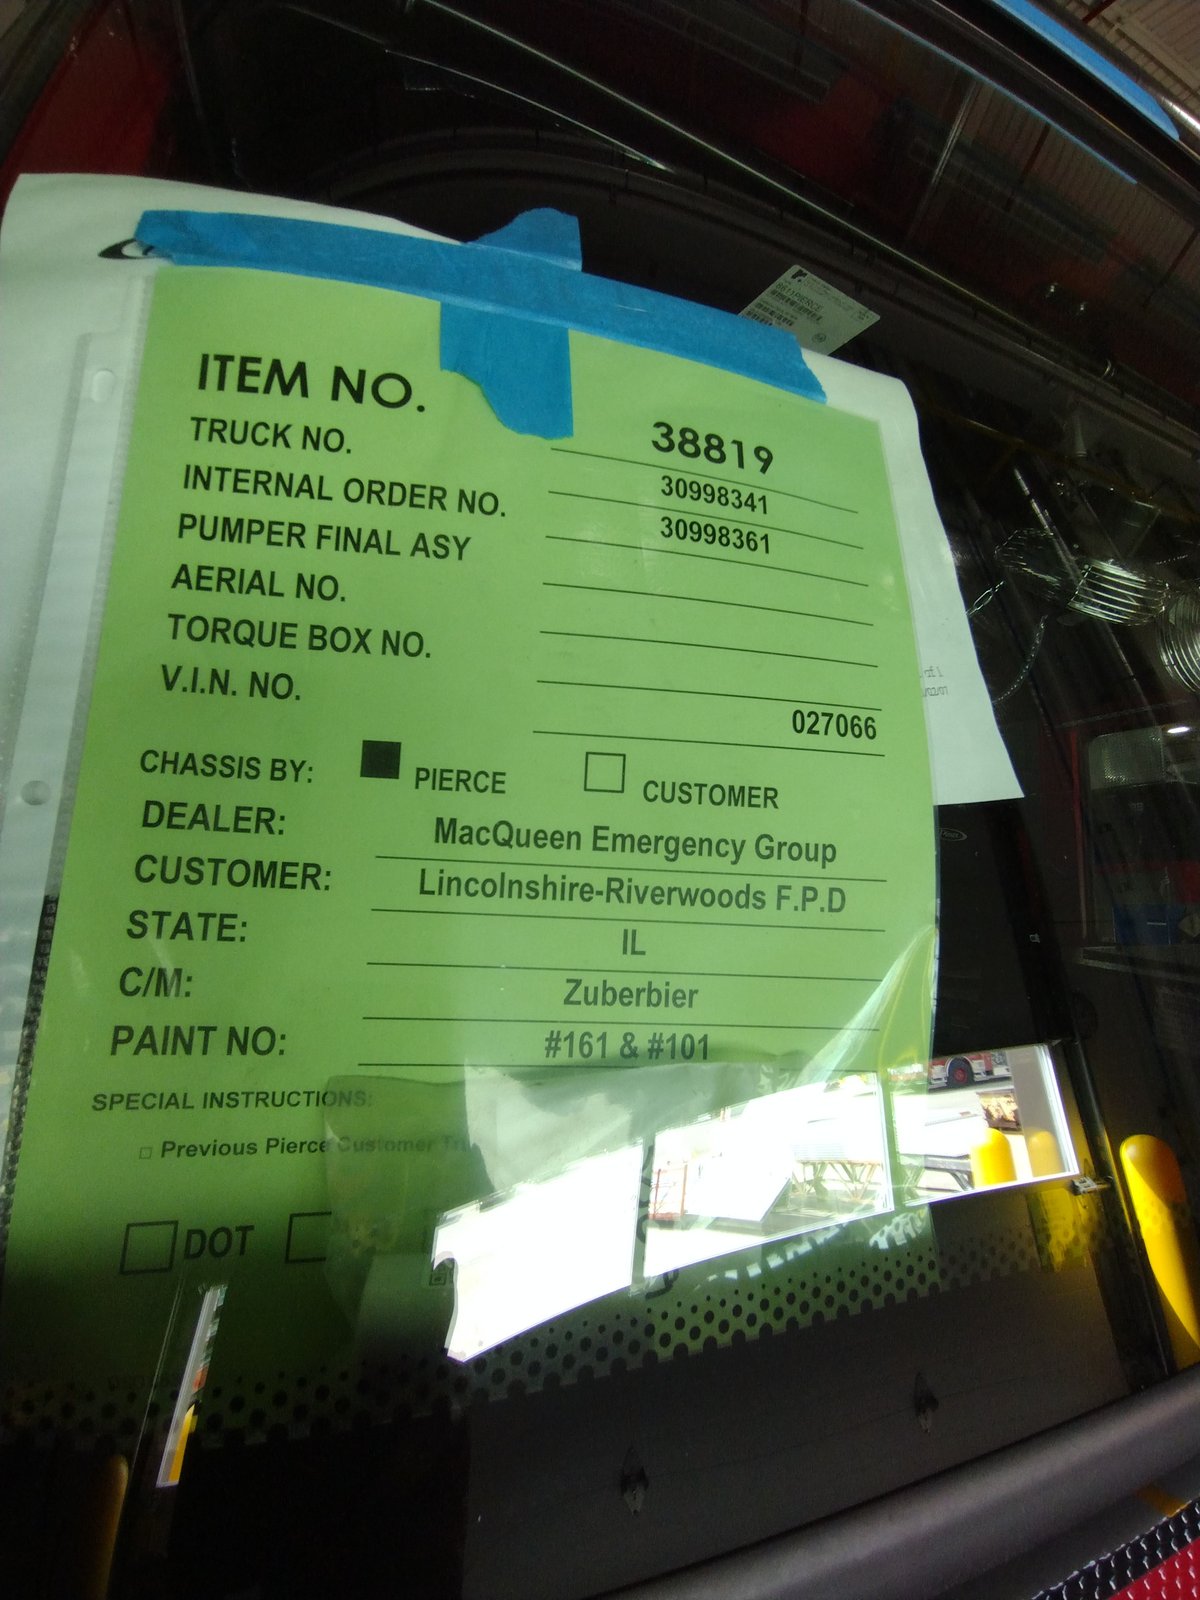 ITEM NO. 38819
TRUCK NO. 30998341
INTERNAL ORDER NO. 30998361
PUMPER FINAL ASY
AERIAL NO.
TORQUE BOX NO.
V.I.N. NO. 027066
CHASSIS BY: PIERCE CUSTOMER
DEALER: MacQueen Emergency Group
CUSTOMER: Lincolnshire-Riverwoods F.P.D
STATE: IL
C/M: Zuberbier
PAINT NO: #161 & #101
SPECIAL INSTRUCTIONS:
Previous Pierce Customer
DOT
of 1